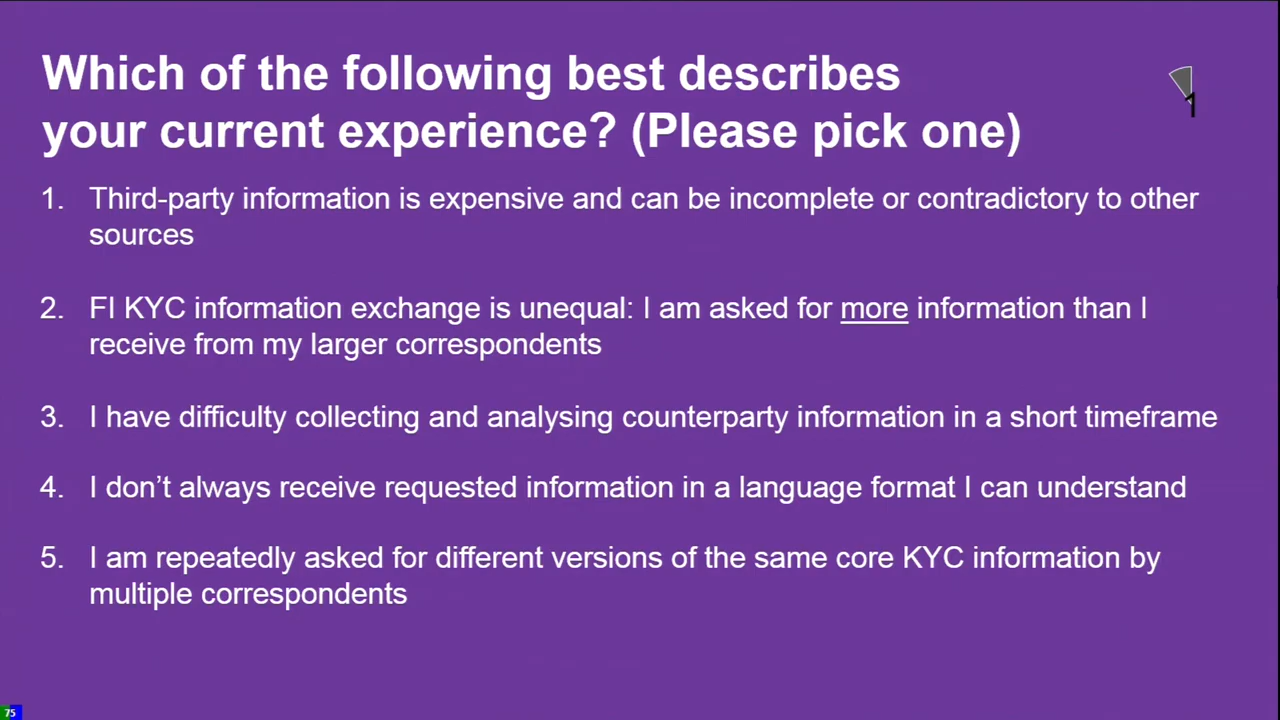 Which of the following best describes
your current experience? (Please pick one)
1
1. Third-party information is expensive and can be incomplete or contradictory to other
sources
2. FI KYC information exchange is unequal: I am asked for more information than I
receive from my larger correspondents
3. I have difficulty collecting and analysing counterparty information in a short timeframe
4. I don’t always receive requested information in a language format I can understand
5. I am repeatedly asked for different versions of the same core KYC information by
multiple correspondents
75